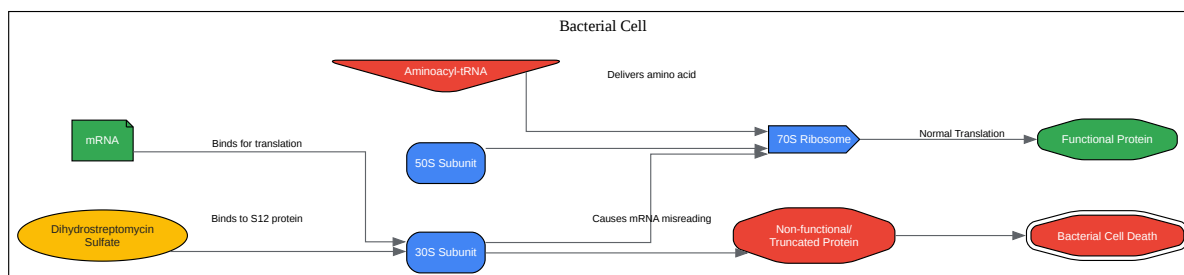 Bacterial Cell
Aminoacyl-tRNA
Delivers amino acid
mRNA
Binds for translation
50S Subunit
70S Ribosome
Normal Translation
Functional Protein
Dihydrostreptomycin
Sulfate
Binds to S12 protein
30S Subunit
Causes mRNA misreading
Non-functional/
Truncated Protein
Bacterial Cell Death